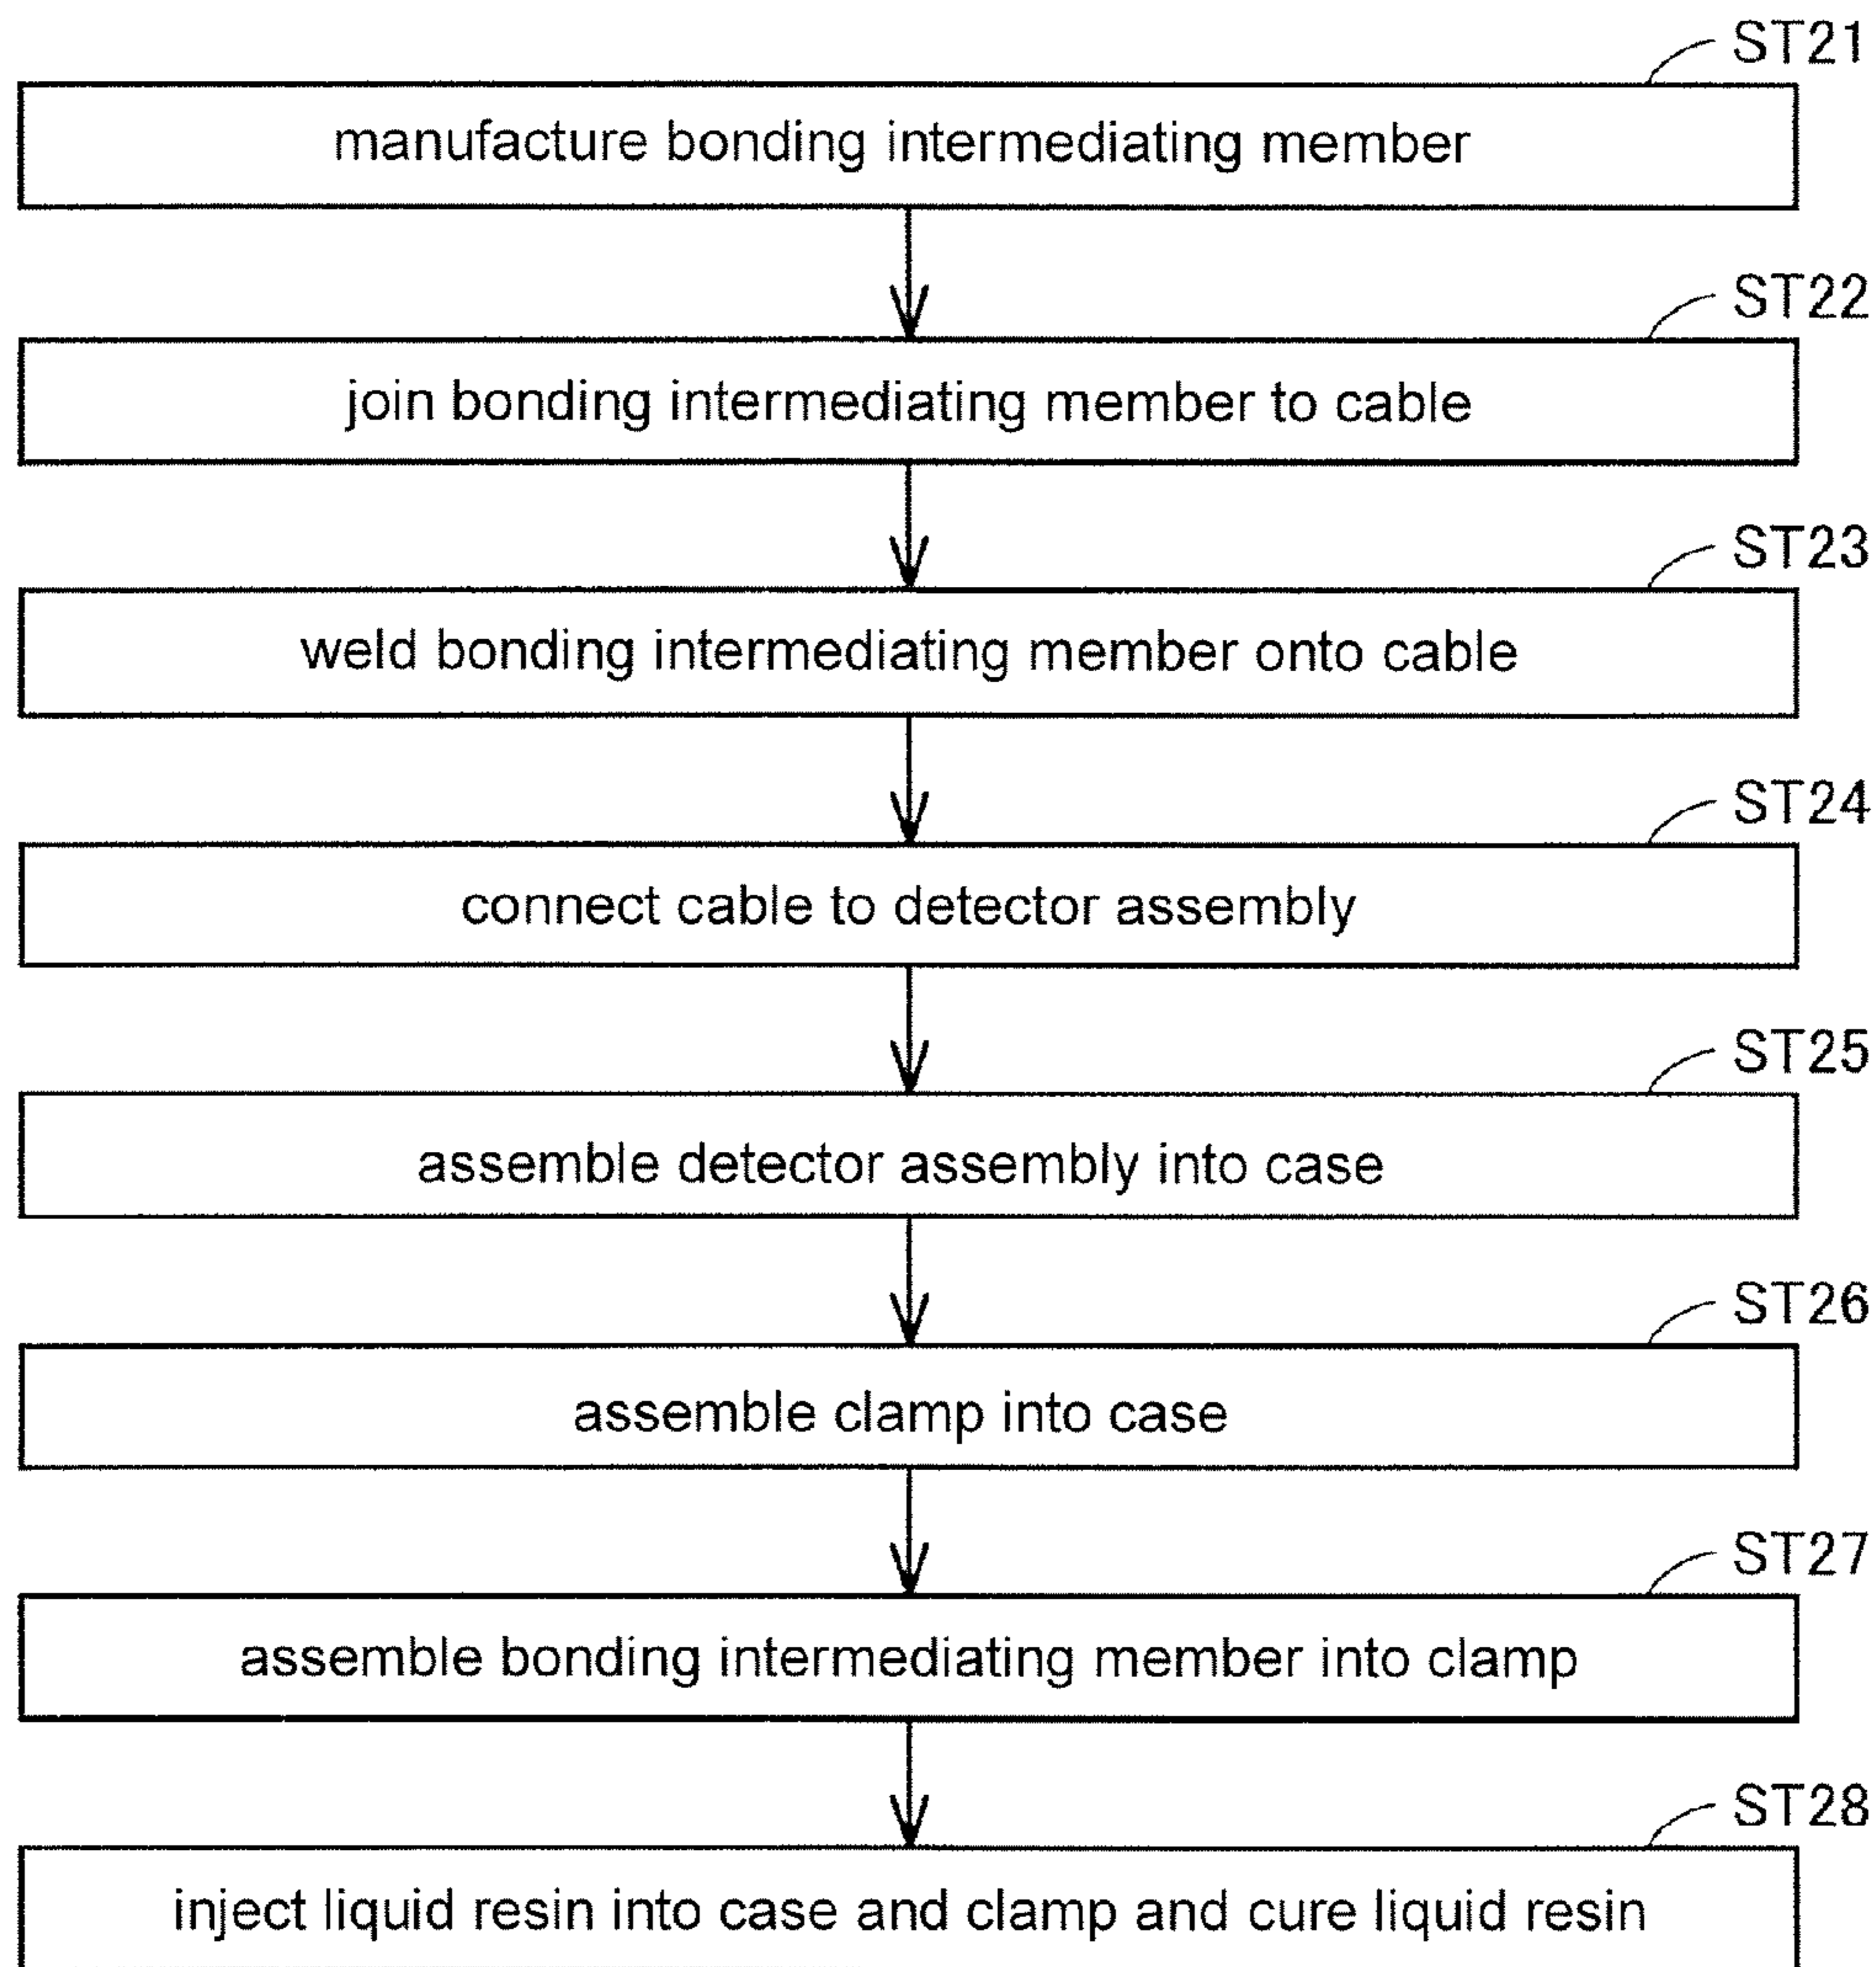 ST21
manufacture bonding intermediating member
ST22
join bonding intermediating member to cable
ST23
weld bonding intermediating member onto cable
ST24
connect cable to detector assembly
ST25
assemble detector assembly into case
ST26
assemble clamp into case
ST27
assemble bonding intermediating member into clamp
ST28
inject liquid resin into case and clamp and cure liquid resin